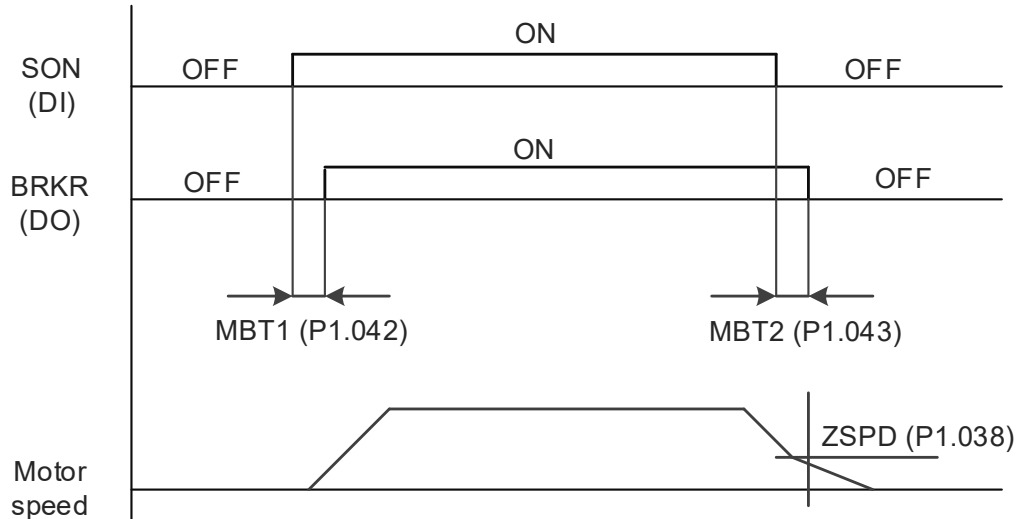 ON
SON
(DI)
OFF
OFF
ON
BRKR
(DO)
OFF
OFF
MBT1 (P1.042)
MBT2 (P1.043)
ZSPD (P1.038)
Motor
speed